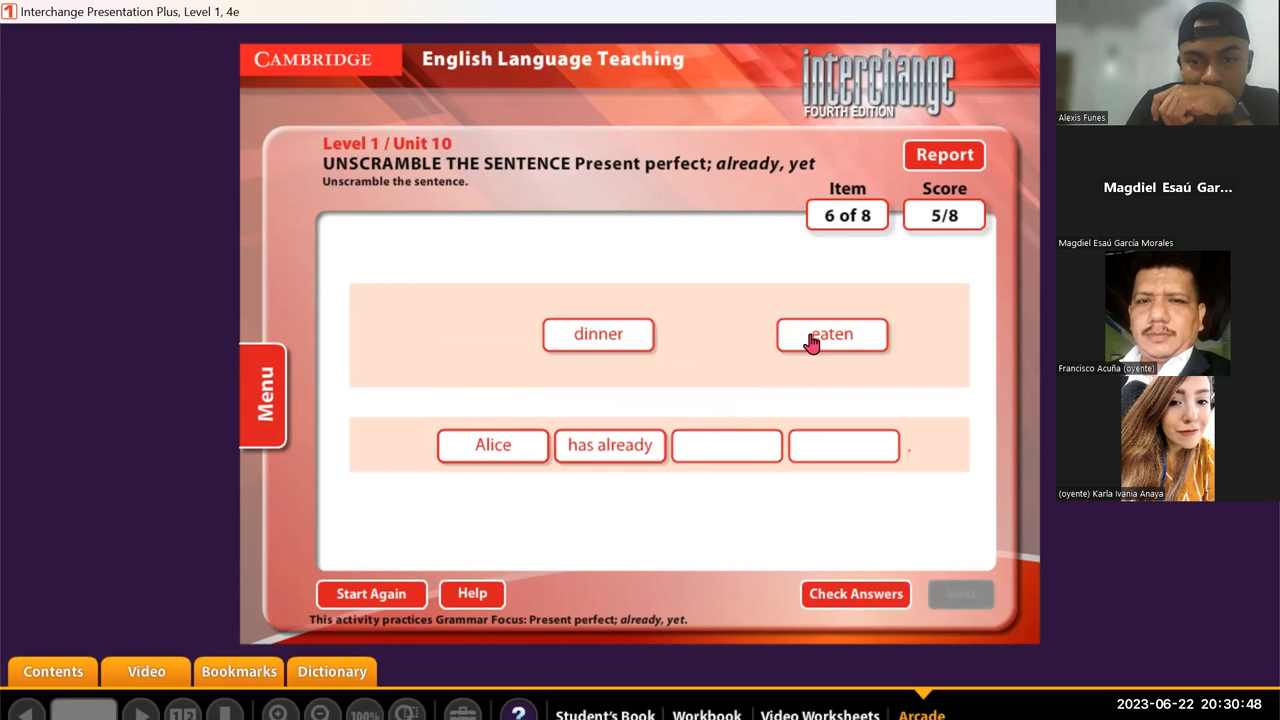 Interchange Presentation Plus, Level 1, 4e
CAMBRIDGE
English Language Teaching
interchange
FOURTH EDITION
Level 1 / Unit 10
UNSCRAMBLE THE SENTENCE Present perfect; already, yet
Unscramble the sentence.
Report
Item
Score
6 of 8
5/8
dinner
eaten
Menu
Alice
has already
.
Start Again
Help
Check Answers
Next
This activity practices Grammar Focus: Present perfect; already, yet.
Contents
Video
Bookmarks
Dictionary
100%
?
Student's Book
Workbook
Video Worksheets
Arcade
Alexis Funes
Magdiel Esaú Gar...
Magdiel Esaú García Morales
Francisco Acuña (oyente)
(oyente) Karla Ivania Anaya
2023-06-22 20:30:48